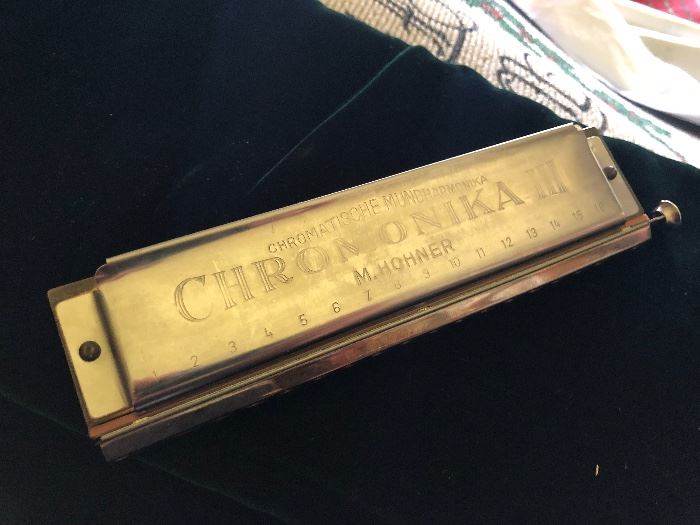 CHROMATISCHE MUNDHARMONIKA
CHROMONIKA III
M. HOHNER
1 2 3 4 5 6 7 8 9 10 11 12 13 14 15 16